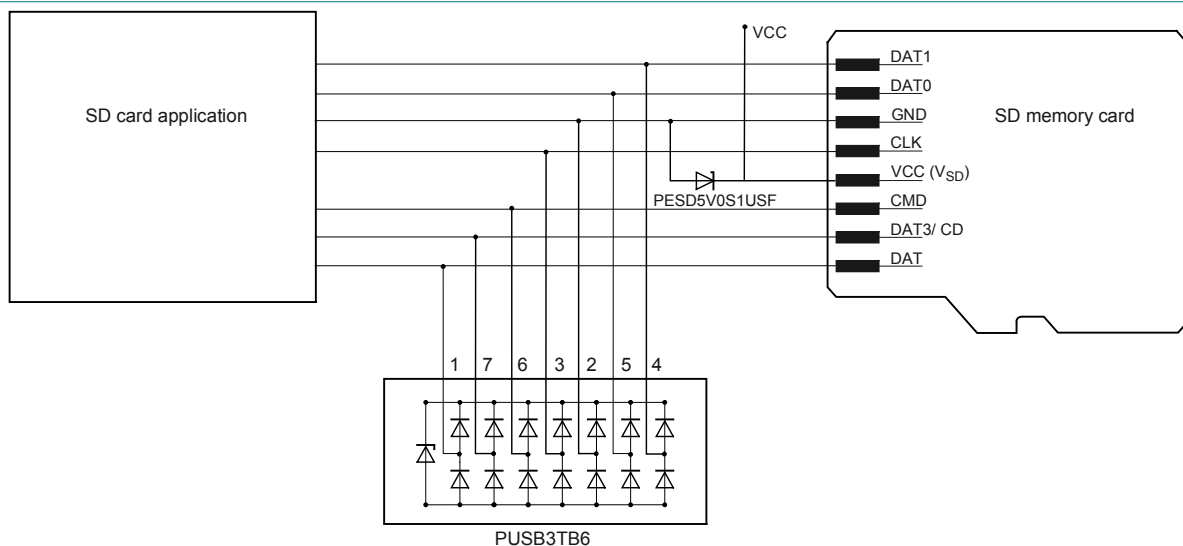 VCC
SD card application
DAT1
DAT0
GND
SD memory card
CLK
VCC (VSD)
PESD5V0S1USF
CMD
DAT3/ CD
DAT
1 7 6 3 2 5 4
PUSB3TB6